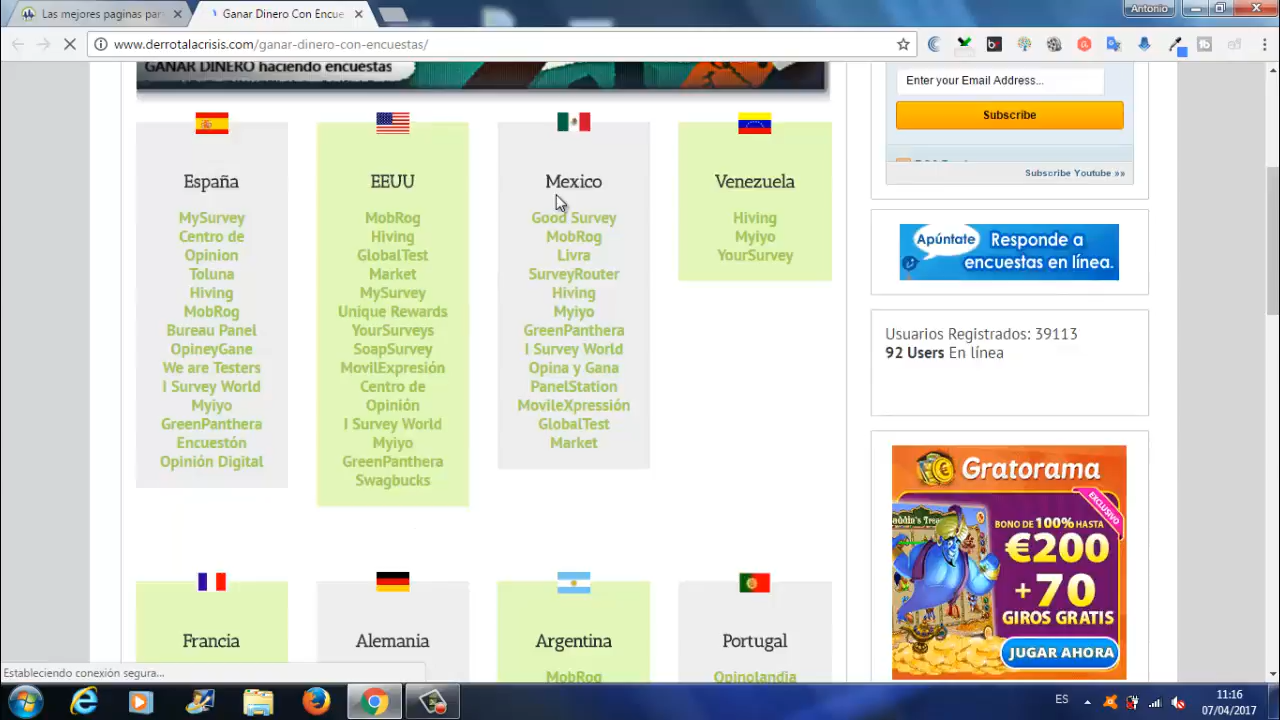 Las mejores paginas par
Ganar Dinero Con Encue
Antonio
www.derrotalacrisis.com/ganar-dinero-con-encuestas/
GANAR DINERO haciendo encuestas
España
MySurvey
Centro de
Opinion
Toluna
Hiving
MobRog
Bureau Panel
OpineyGane
We are Testers
I Survey World
Myiyo
GreenPanthera
Encuestón
Opinión Digital
EEUU
MobRog
Hiving
GlobalTest
Market
MySurvey
Unique Rewards
YourSurveys
SoapSurvey
MovilExpresión
Centro de
Opinión
I Survey World
Myiyo
GreenPanthera
Swagbucks
Mexico
Good Survey
MobRog
Livra
SurveyRouter
Hiving
Myiyo
GreenPanthera
I Survey World
Opina y Gana
PanelStation
MovileXpressión
GlobalTest
Market
Venezuela
Hiving
Myiyo
YourSurvey
Francia
Alemania
Argentina
MobRog
Portugal
Opinolandia
Enter your Email Address...
Subscribe
Subscribe Youtube »»
Apúntate
Responde a
encuestas en línea.
Usuarios Registrados: 39113
92 Users En línea
Gratorama
EXCLUSIVO
BONO DE 100% HASTA
€200
+70
GIROS GRATIS
JUGAR AHORA
Estableciendo conexión segura...
ES
11:16
07/04/2017